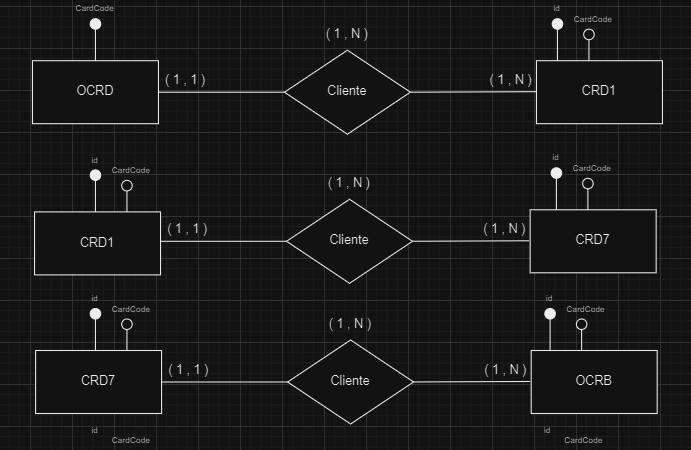 CardCode
id
CardCode
( 1 , N )
OCRD
( 1 , 1 )
Cliente
( 1 , N )
CRD1
id
CardCode
id
CardCode
( 1 , N )
CRD1
( 1 , 1 )
Cliente
( 1 , N )
CRD7
id
CardCode
id
CardCode
( 1 , N )
CRD7
( 1 , 1 )
Cliente
( 1 , N )
OCRB
id
CardCode
id
CardCode